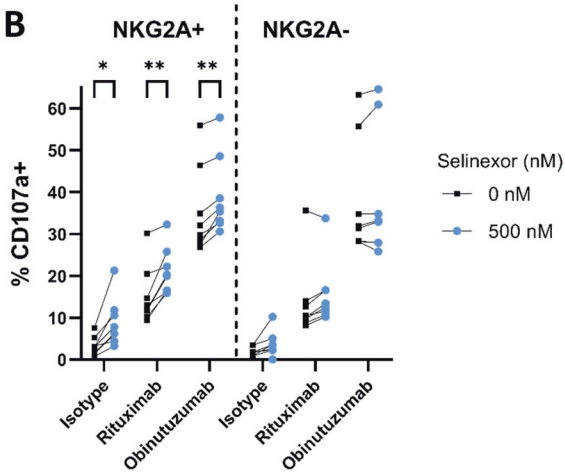 B
NKG2A+ NKG2A-
* ** **
% CD107a+
60
50
40
30
20
10
0
Isotype
Rituximab
Obinutuzumab
Isotype
Rituximab
Obinutuzumab
Selinexor (nM)
0 nM
500 nM